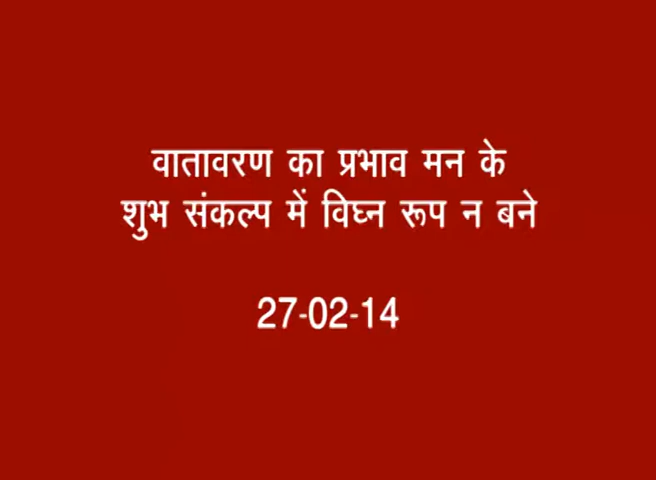 वातावरण का प्रभाव मन के
शुभ संकल्प में विघ्न रूप न बने
27-02-14